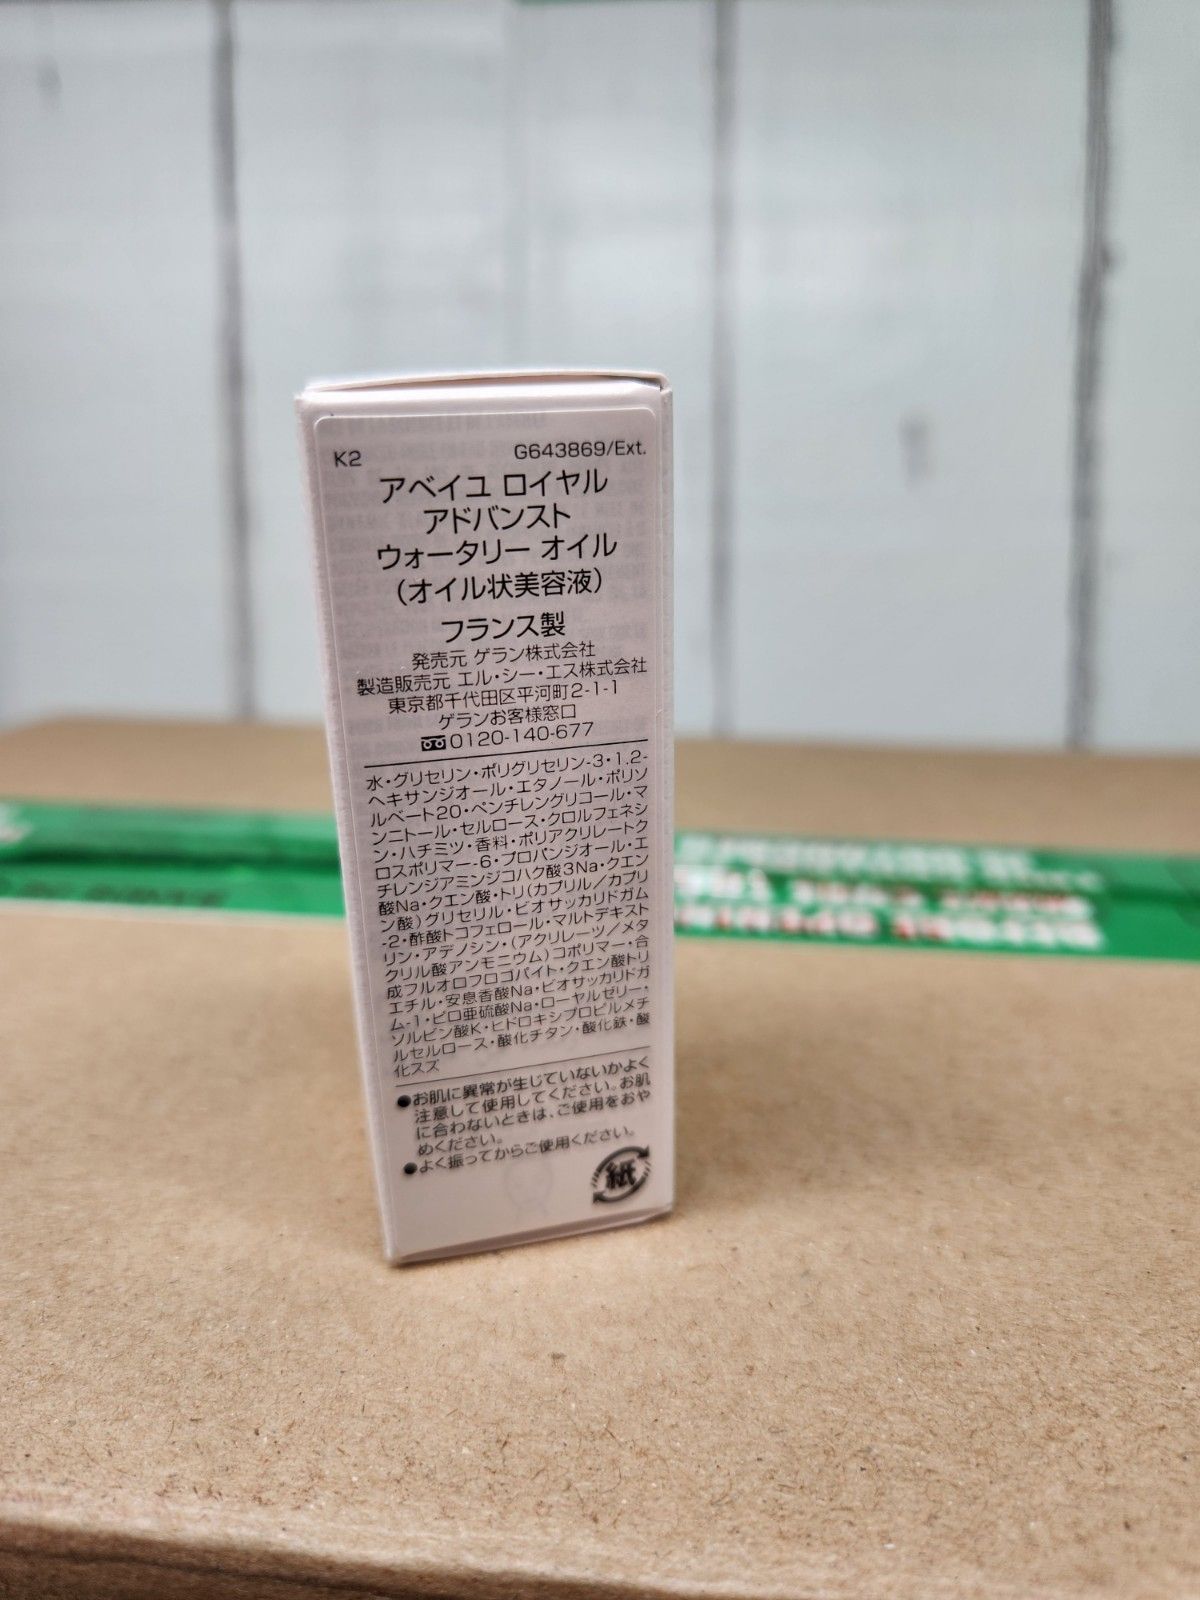 K2 G643869/Ext.
アベイユ ロイヤル
アドバンスト
ウォータリー オイル
(オイル状美容液)
フランス製
発売元 ゲラン株式会社
製造販売元 エル・シー・エス株式会社
東京都千代田区平河町2-1-1
ゲランお客様窓口
0120-140-677
水・グリセリン・ポリグリセリン-3・1,2-
ヘキサンジオール・エタノール・ポリソ
ルベート20・ペンチレングリコール・マ
ンニトール・セルロース・クロルフェネシ
ン・ハチミツ・香料・ポリアクリレートク
ロスポリマー-6・プロパンジオール・エ
チレンジアミンジコハク酸3Na・クエン
酸Na・クエン酸・トリ(カプリル/カプリ
ン酸)グリセリル・ビオサッカリドガム
-2・酢酸トコフェロール・マルトデキスト
リン・アデノシン・(アクリレーツ/メタ
クリル酸アンモニウム)コポリマー・合
成フルオロフロゴパイト・クエン酸トリ
エチル・安息香酸Na・ビオサッカリドガ
ム-1・ピロ亜硫酸Na・ローヤルゼリー・
ソルビン酸K・ヒドロキシプロピルメチ
ルセルロース・酸化チタン・酸化鉄・酸
化スズ
●お肌に異常が生じていないかよく
注意して使用してください。お肌
に合わないときは、ご使用をおや
めください。
●よく振ってからご使用ください。
紙